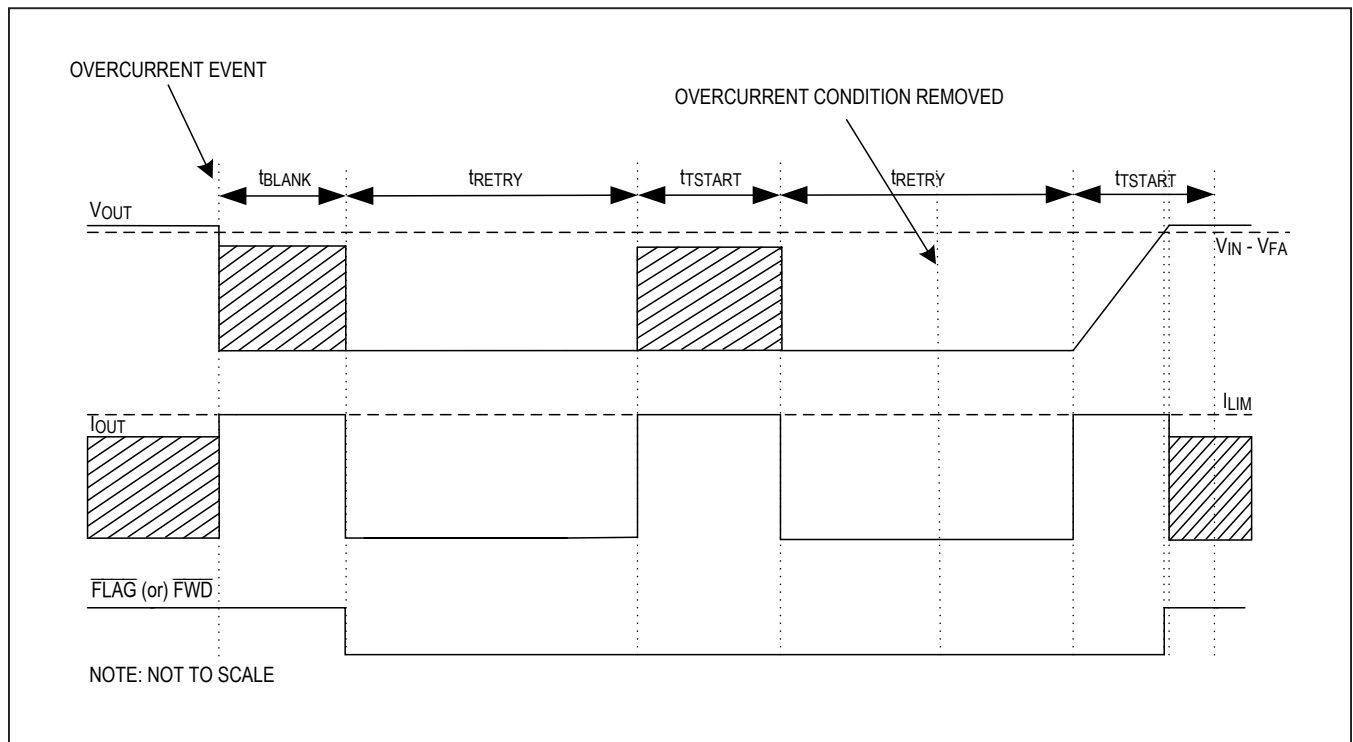 OVERCURRENT EVENT
OVERCURRENT CONDITION REMOVED
tBLANK tRETRY tTSTART tRETRY tTSTART
VOUT
VIN - VFA
ILIM
IOUT
FLAG (or) FWD
NOTE: NOT TO SCALE